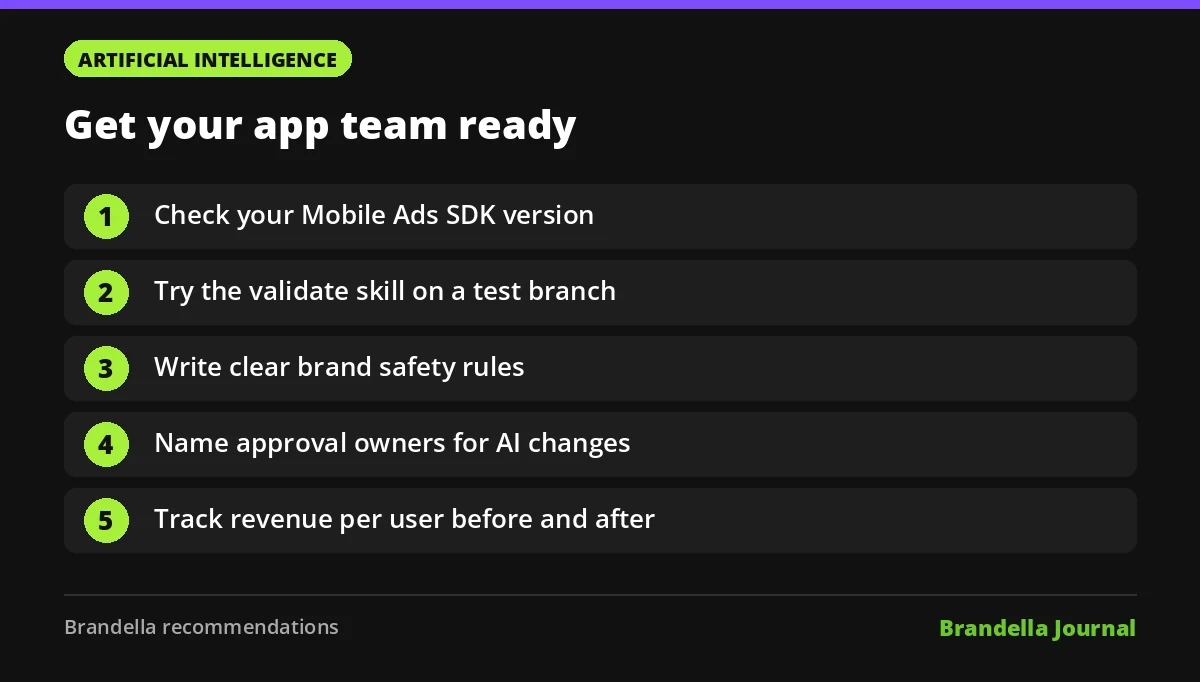 ARTIFICIAL INTELLIGENCE
Get your app team ready
1 Check your Mobile Ads SDK version
2 Try the validate skill on a test branch
3 Write clear brand safety rules
4 Name approval owners for AI changes
5 Track revenue per user before and after
Brandella recommendations
Brandella Journal